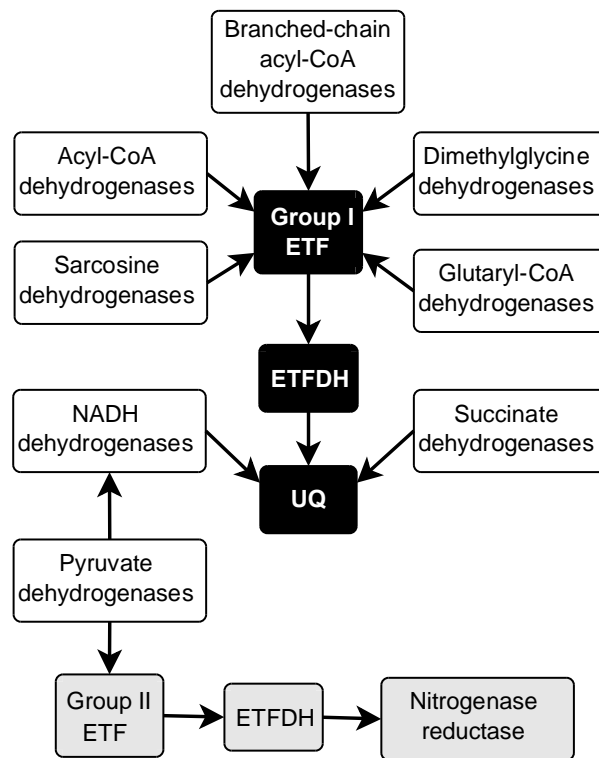 Branched-chain
acyl-CoA
dehydrogenases
Acyl-CoA
dehydrogenases
Dimethylglycine
dehydrogenases
Group I
ETF
Sarcosine
dehydrogenases
Glutaryl-CoA
dehydrogenases
ETFDH
NADH
dehydrogenases
Succinate
dehydrogenases
UQ
Pyruvate
dehydrogenases
Group II
ETF
ETFDH
Nitrogenase
reductase